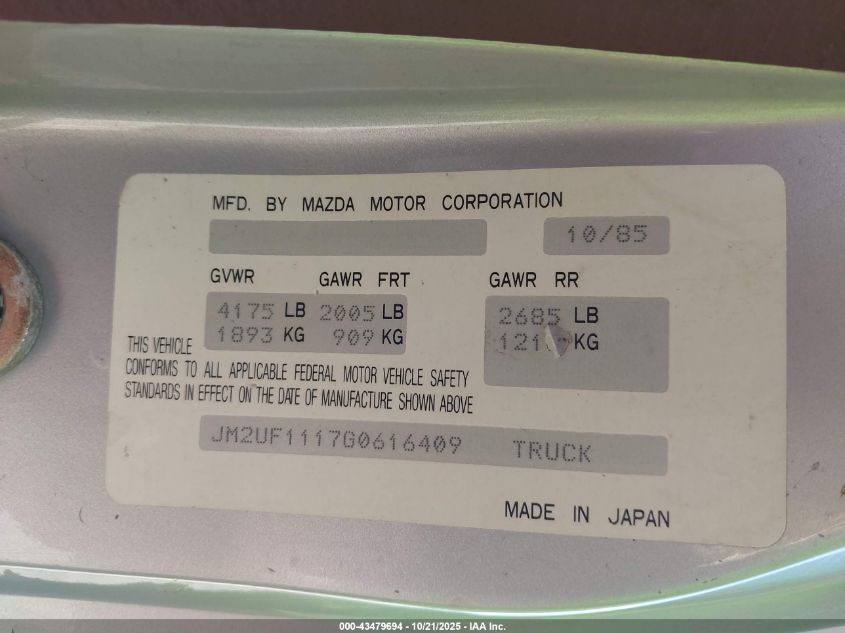 MFD. BY MAZDA MOTOR CORPORATION
10/85
GVWR GAWR FRT GAWR RR
4175 LB 2005 LB 2685 LB
1893 KG 909 KG KG
THIS VEHICLE
CONFORMS TO ALL APPLICABLE FEDERAL MOTOR VEHICLE SAFETY
STANDARDS IN EFFECT ON THE DATE OF MANUFACTURE SHOWN ABOVE
JM2UF1117G0616409 TRUCK
MADE IN JAPAN
000-43479694 - 10/21/2025 - IAA Inc.